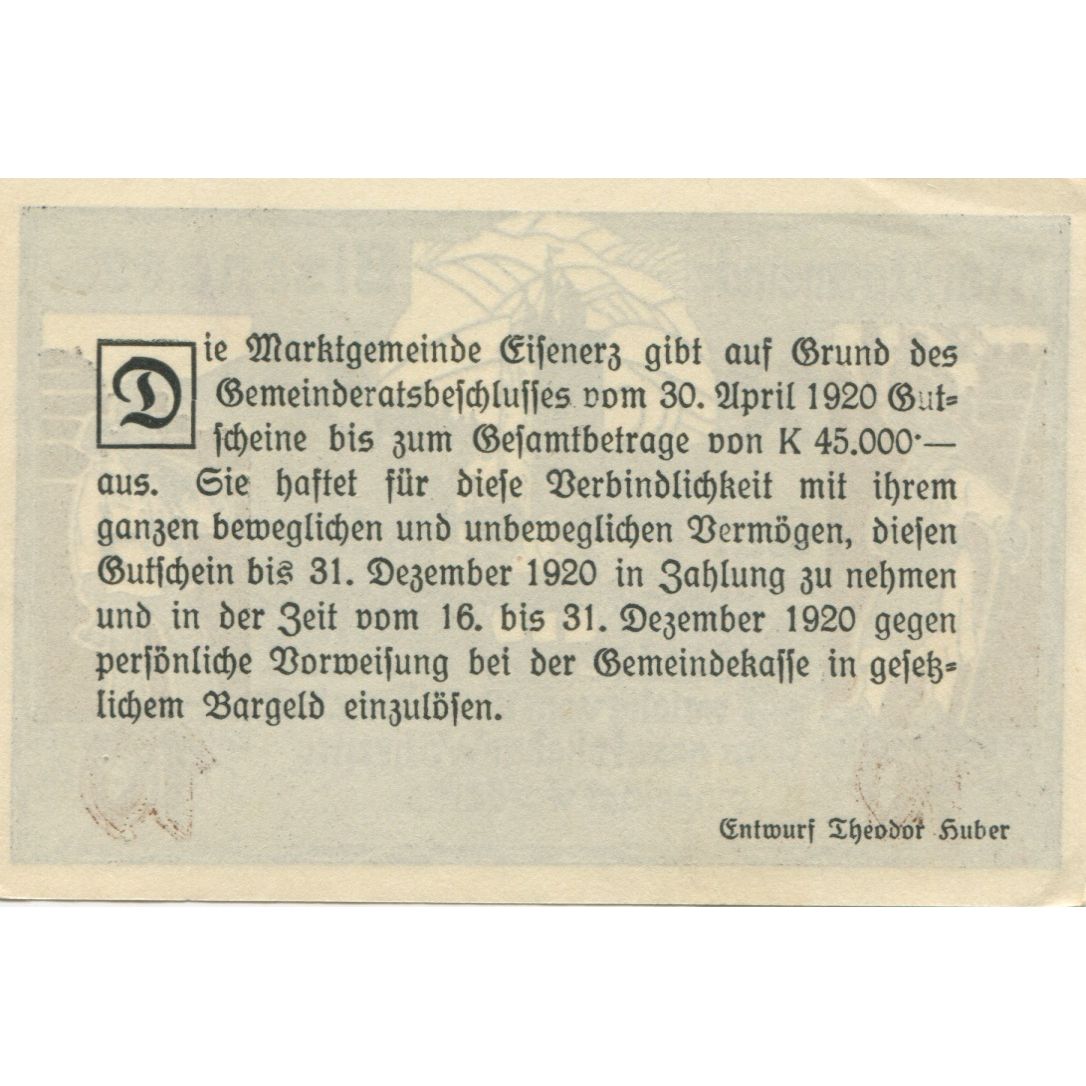 Die Marktgemeinde Eisenerz gibt auf Grund des
Gemeinderatsbeschlusses vom 30. April 1920 Gut-
scheine bis zum Gesamtbetrage von K 45.000·—
aus. Sie haftet für diese Verbindlichkeit mit ihrem
ganzen beweglichen und unbeweglichen Vermögen, diesen
Gutschein bis 31. Dezember 1920 in Zahlung zu nehmen
und in der Zeit vom 16. bis 31. Dezember 1920 gegen
persönliche Vorweisung bei der Gemeindekasse in gesetz-
lichem Bargeld einzulösen.
Entwurf Theodor Huber